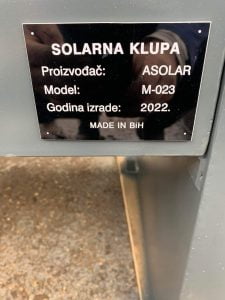 SOLARNA KLUPA
Proizvođač: ASOLAR
Model: M-023
Godina izrade: 2022.
MADE IN BiH